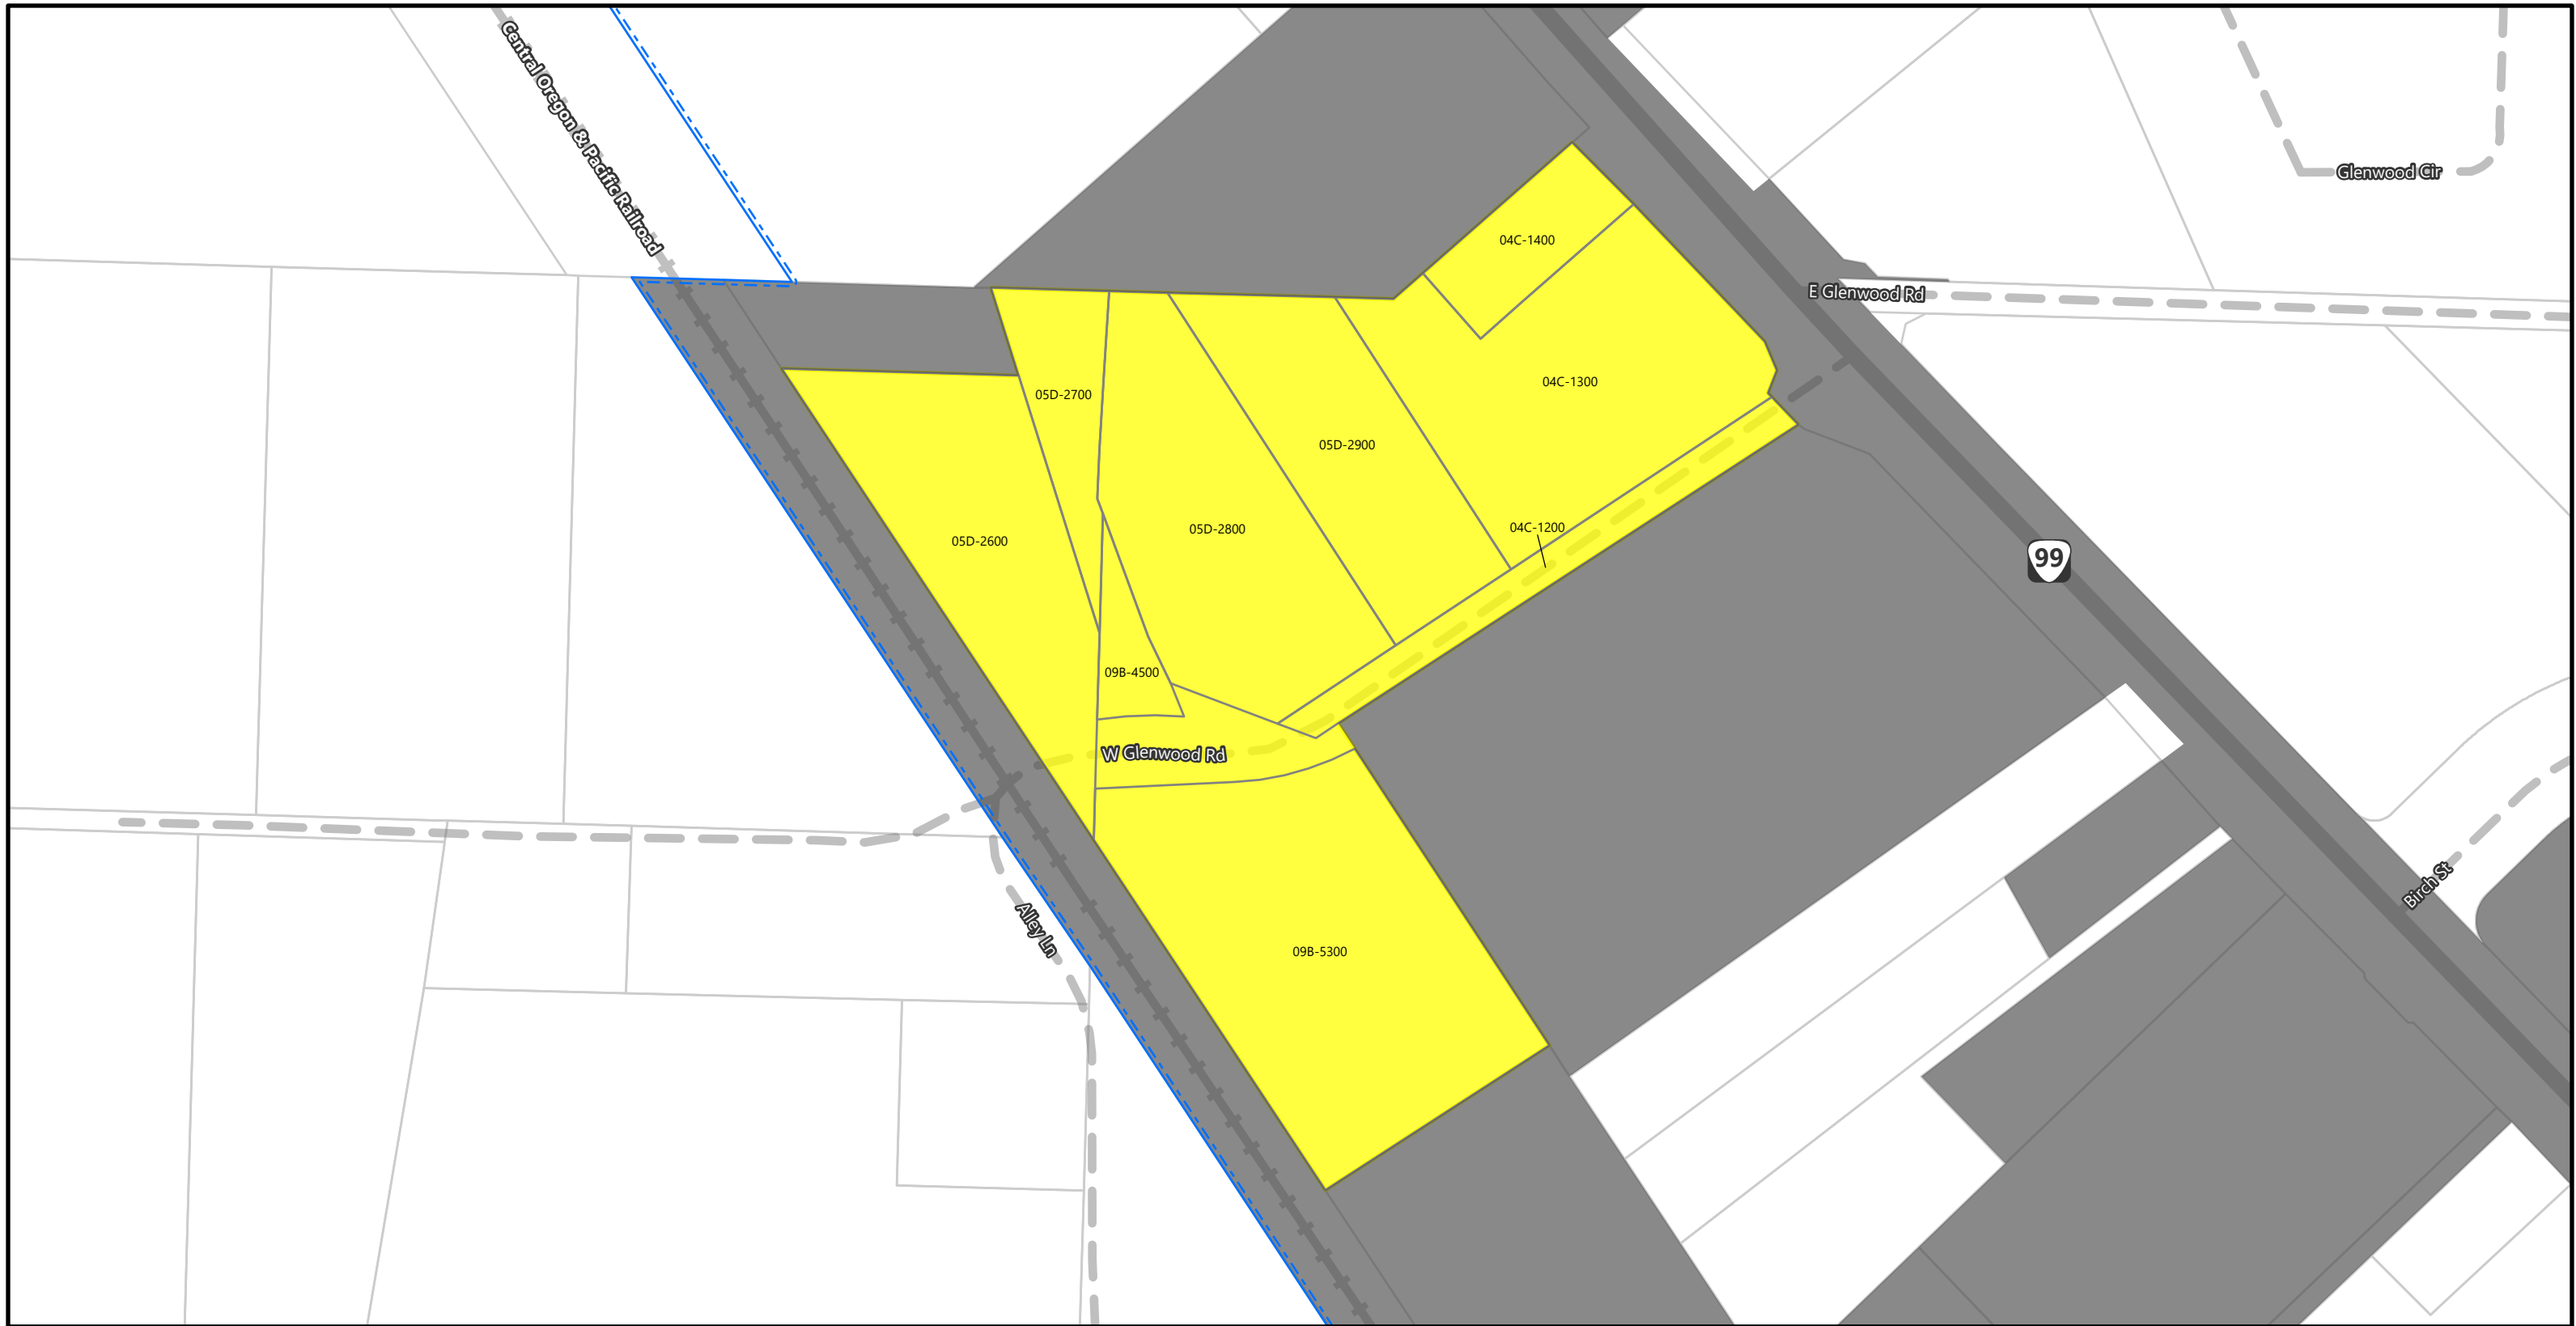 Central Oregon & Pacific Railroad
Glenwood Cir
04C-1400
E Glenwood Rd
04C-1300
05D-2700
05D-2900
04C-1200
05D-2800
05D-2600
99
09B-4500
W Glenwood Rd
Birch St
Alley Ln
09B-5300